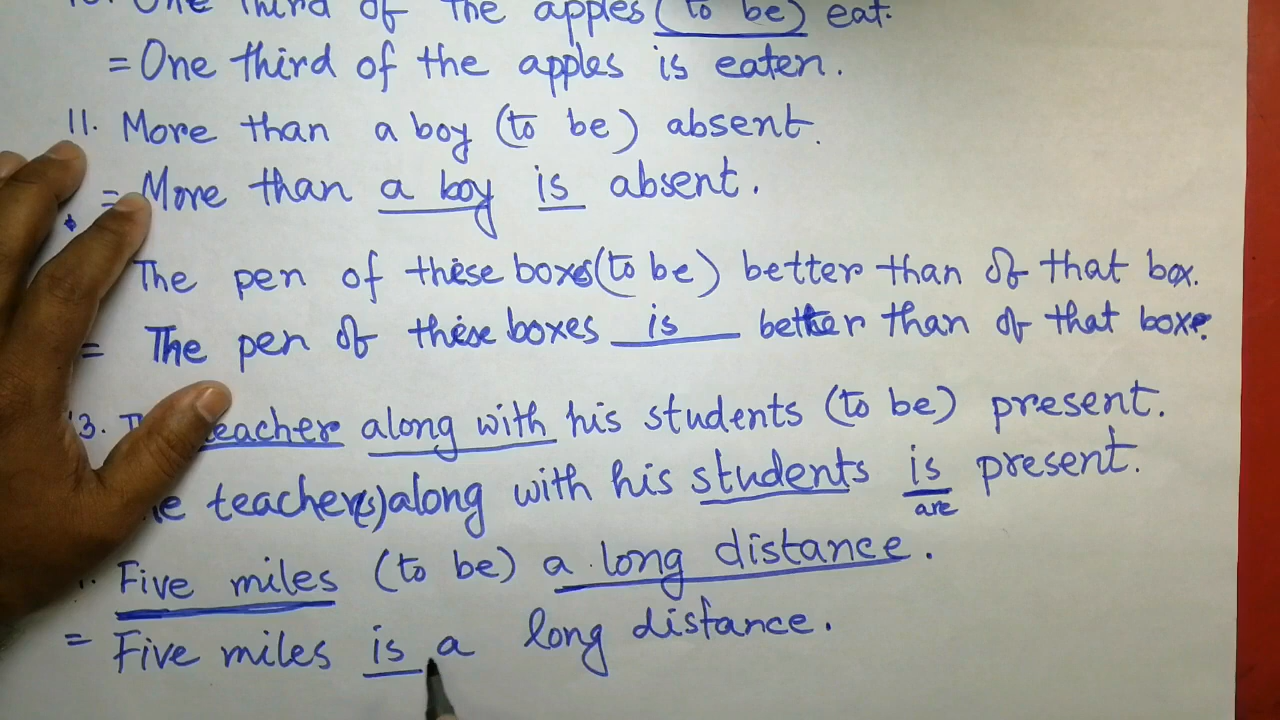 One third of the apples (to be) eat.
= One third of the apples is eaten.
11. More than a boy (to be) absent.
= More than a boy is absent.
The pen of these boxes (to be) better than of that box.
= The pen of these boxes is better than of that boxe.
3. eacher along with his students (to be) present.
e teacher(s) along with his students is present.
are
Five miles (to be) a long distance.
= Five miles is a long distance.